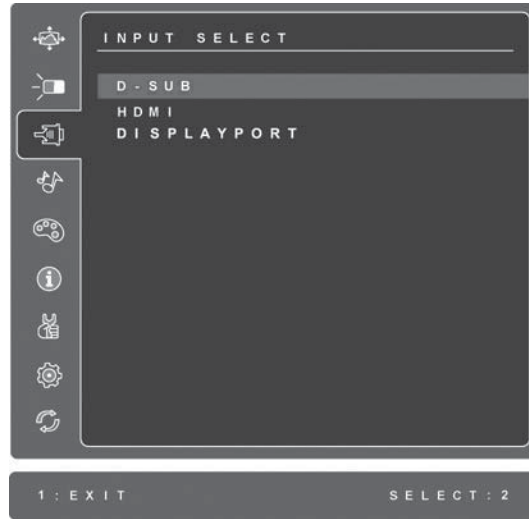 INPUT SELECT
D-SUB
HDMI
DISPLAYPORT
1:EXIT SELECT:2